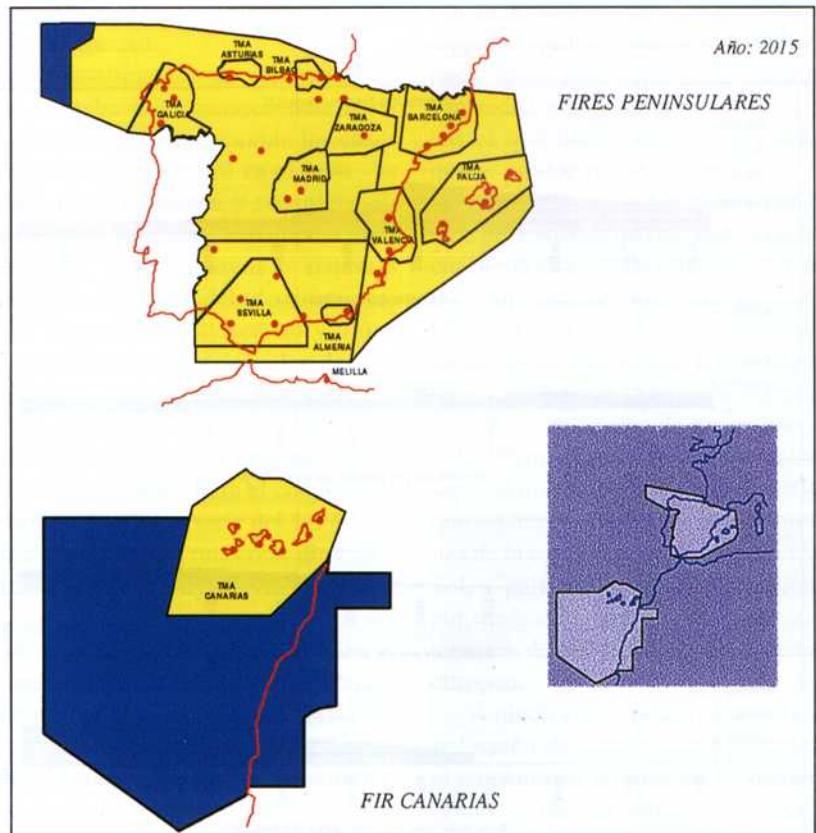 Año: 2015
FIRES PENINSULARES
TMA
ASTURIAS
TMA
BILBAO
TMA
GALICIA
TMA
ZARAGOZA
TMA
BARCELONA
TMA
MADRID
TMA
PALMA
TMA
VALENCIA
TMA
SEVILLA
TMA
ALMERIA
MELILLA
TMA
CANARIAS
FIR CANARIAS